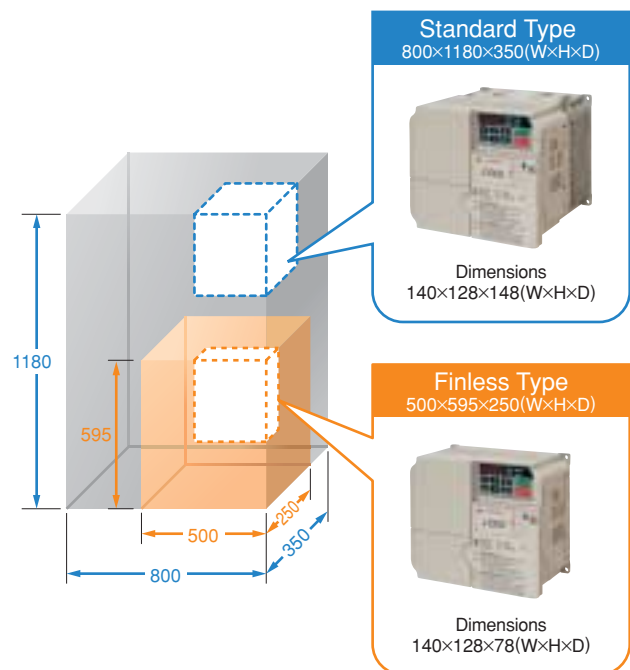 Standard Type
800×1180×350(W×H×D)
Dimensions
140×128×148(W×H×D)
1180
595
500
250
350
800
Finless Type
500×595×250(W×H×D)
Dimensions
140×128×78(W×H×D)